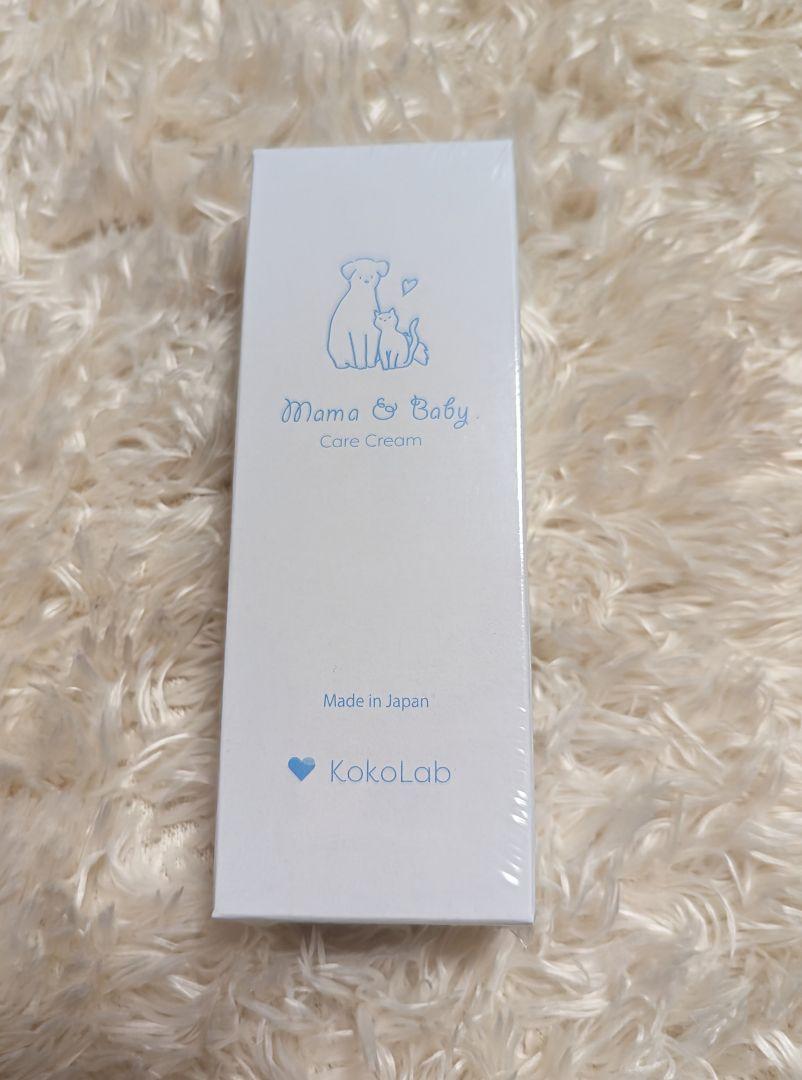 Mama & Baby
Care Cream
Made in Japan
KokoLab